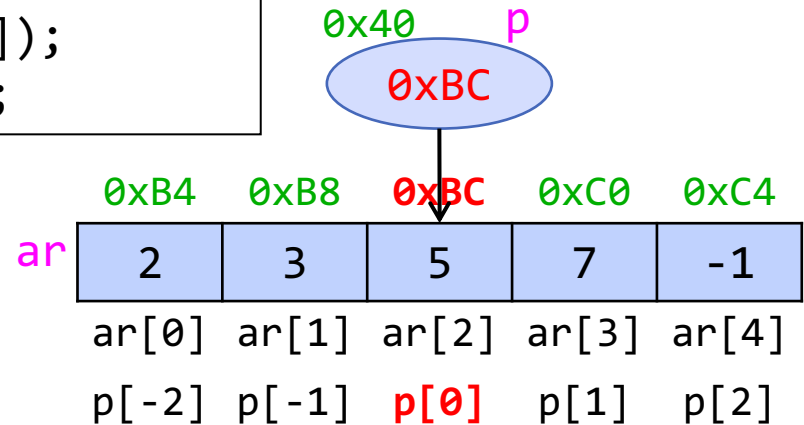 ]);
;
0x40 p
0xBC
0xB4 0xB8 0xBC 0xC0 0xC4
ar 2 3 5 7 -1
ar[0] ar[1] ar[2] ar[3] ar[4]
p[-2] p[-1] p[0] p[1] p[2]